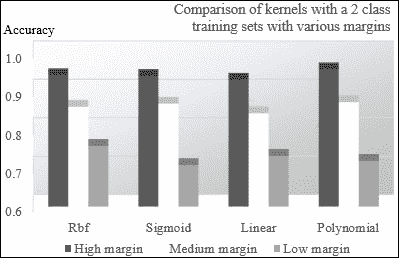 Comparison of kernels with a 2 class
training sets with various margins
Accuracy
1.0
0.9
0.8
0.7
0.6
Rbf Sigmoid Linear Polynomial
High margin Medium margin Low margin